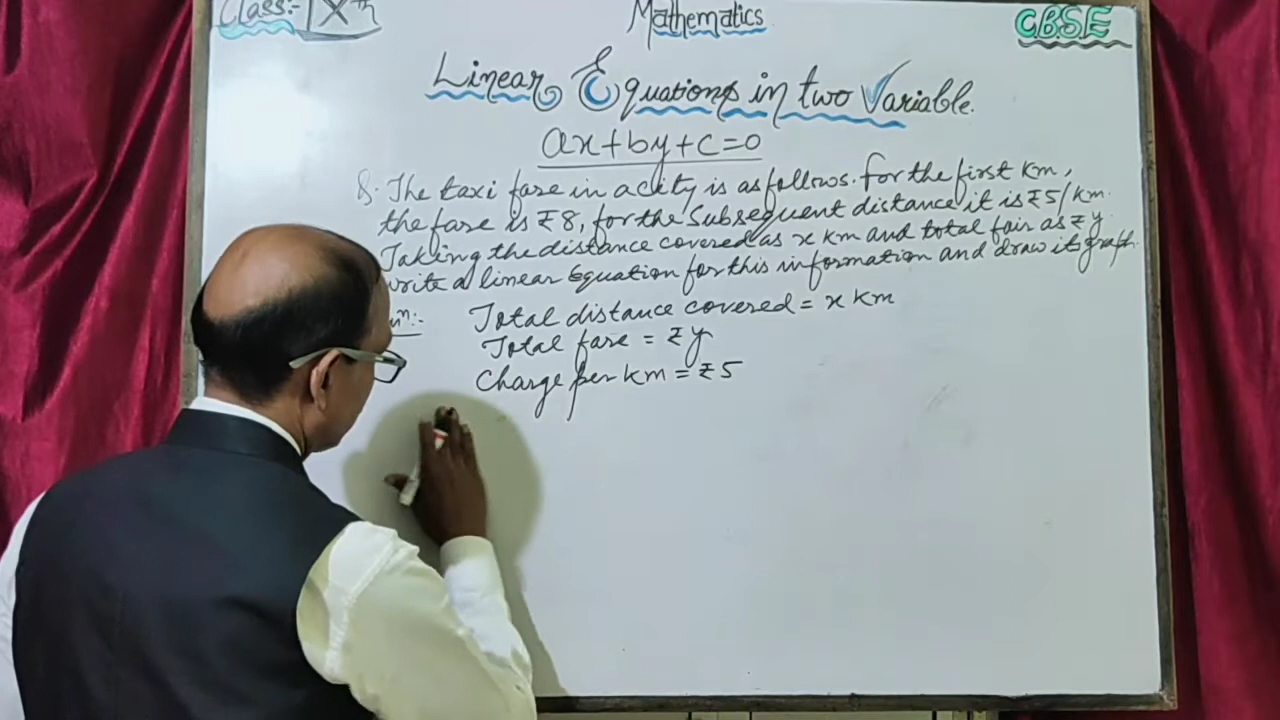 Class:- Xth
Mathematics
CBSE
Linear Equations in two Variable.
ax+by+c=0
Q. The taxi fare in a city is as follows. For the first km,
the fare is ₹8, for the subsequent distance it is ₹5/km.
Taking the distance covered as x km and total fair as ₹y.
write a linear Equation for this information and draw its graph.
Total distance covered = x km
Total fare = ₹y
Charge per km = ₹5